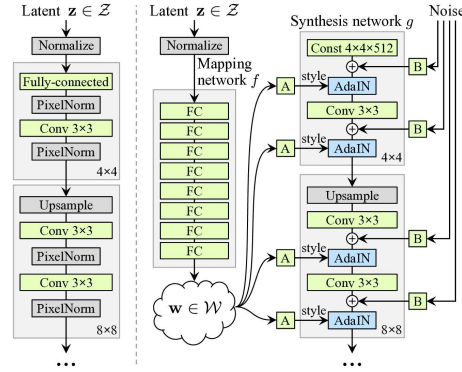 Latent z ∈ Z
Normalize
Fully-connected
PixelNorm
Conv 3×3
PixelNorm
4×4
Upsample
Conv 3×3
PixelNorm
Conv 3×3
PixelNorm
8×8
...
Latent z ∈ Z
Normalize
Mapping
network f
FC
FC
FC
FC
FC
FC
FC
FC
w ∈ W
Synthesis network g
Noise
Const 4×4×512
B
A
style
AdaIN
Conv 3×3
B
A
style
AdaIN
4×4
Upsample
Conv 3×3
B
A
style
AdaIN
Conv 3×3
B
A
style
AdaIN
8×8
...